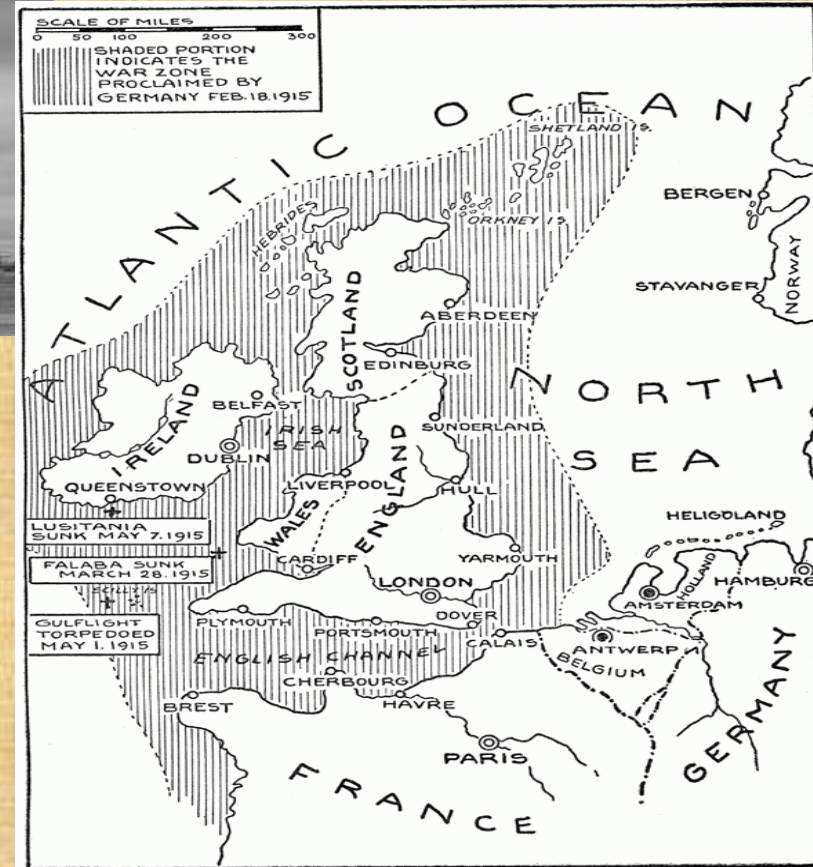 SCALE OF MILES
0 50 100 200 300
SHADED PORTION
INDICATES THE
WAR ZONE
PROCLAIMED BY
GERMANY FEB.18.1915
ATLANTIC OCEAN
SHETLAND IS.
ORKNEY IS
HEBRIDES
BERGEN
NORWAY
STAVANGER
SCOTLAND
ABERDEEN
EDINBURG
NORTH
SEA
BELFAST
IRISH
SEA
SUNDERLAND
IRELAND
DUBLIN
QUEENSTOWN
LIVERPOOL
HULL
WALES
ENGLAND
HELIGOLAND
LUSITANIA
SUNK MAY 7.1915
FALABA SUNK
MARCH 28.1915
SCILLY IS
GULFLIGHT
TORPEDOED
MAY 1.1915
CARDIFF
YARMOUTH
LONDON
HOLLAND
HAMBURG
AMSTERDAM
PLYMOUTH
PORTSMOUTH
DOVER
CALAIS
ANTWERP
BELGIUM
ENGLISH CHANNEL
CHERBOURG
BREST
HAVRE
PARIS
GERMANY
FRANCE